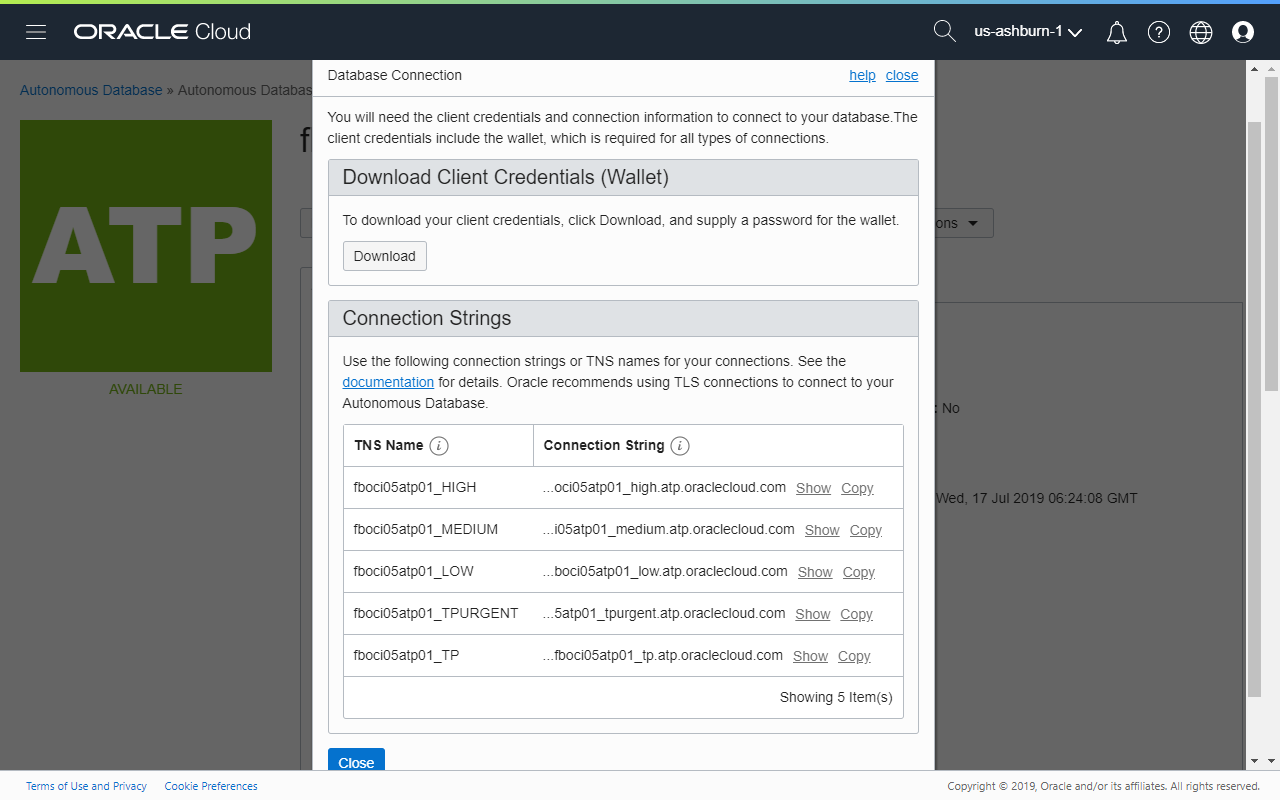 ORACLE Cloud
us-ashburn-1
Database Connection
help close
Autonomous Database » Autonomous Databas
You will need the client credentials and connection information to connect to your database.The
client credentials include the wallet, which is required for all types of connections.
ATP
AVAILABLE
f
Download Client Credentials (Wallet)
To download your client credentials, click Download, and supply a password for the wallet.
ons
Download
Connection Strings
Use the following connection strings or TNS names for your connections. See the
documentation for details. Oracle recommends using TLS connections to connect to your
Autonomous Database.
: No
TNS Name i Connection String i
fboci05atp01_HIGH ...oci05atp01_high.atp.oraclecloud.com Show Copy
Wed, 17 Jul 2019 06:24:08 GMT
fboci05atp01_MEDIUM ...i05atp01_medium.atp.oraclecloud.com Show Copy
fboci05atp01_LOW ...boci05atp01_low.atp.oraclecloud.com Show Copy
fboci05atp01_TPURGENT ...5atp01_tpurgent.atp.oraclecloud.com Show Copy
fboci05atp01_TP ...fboci05atp01_tp.atp.oraclecloud.com Show Copy
Showing 5 Item(s)
Close
Terms of Use and Privacy Cookie Preferences
Copyright © 2019, Oracle and/or its affiliates. All rights reserved.